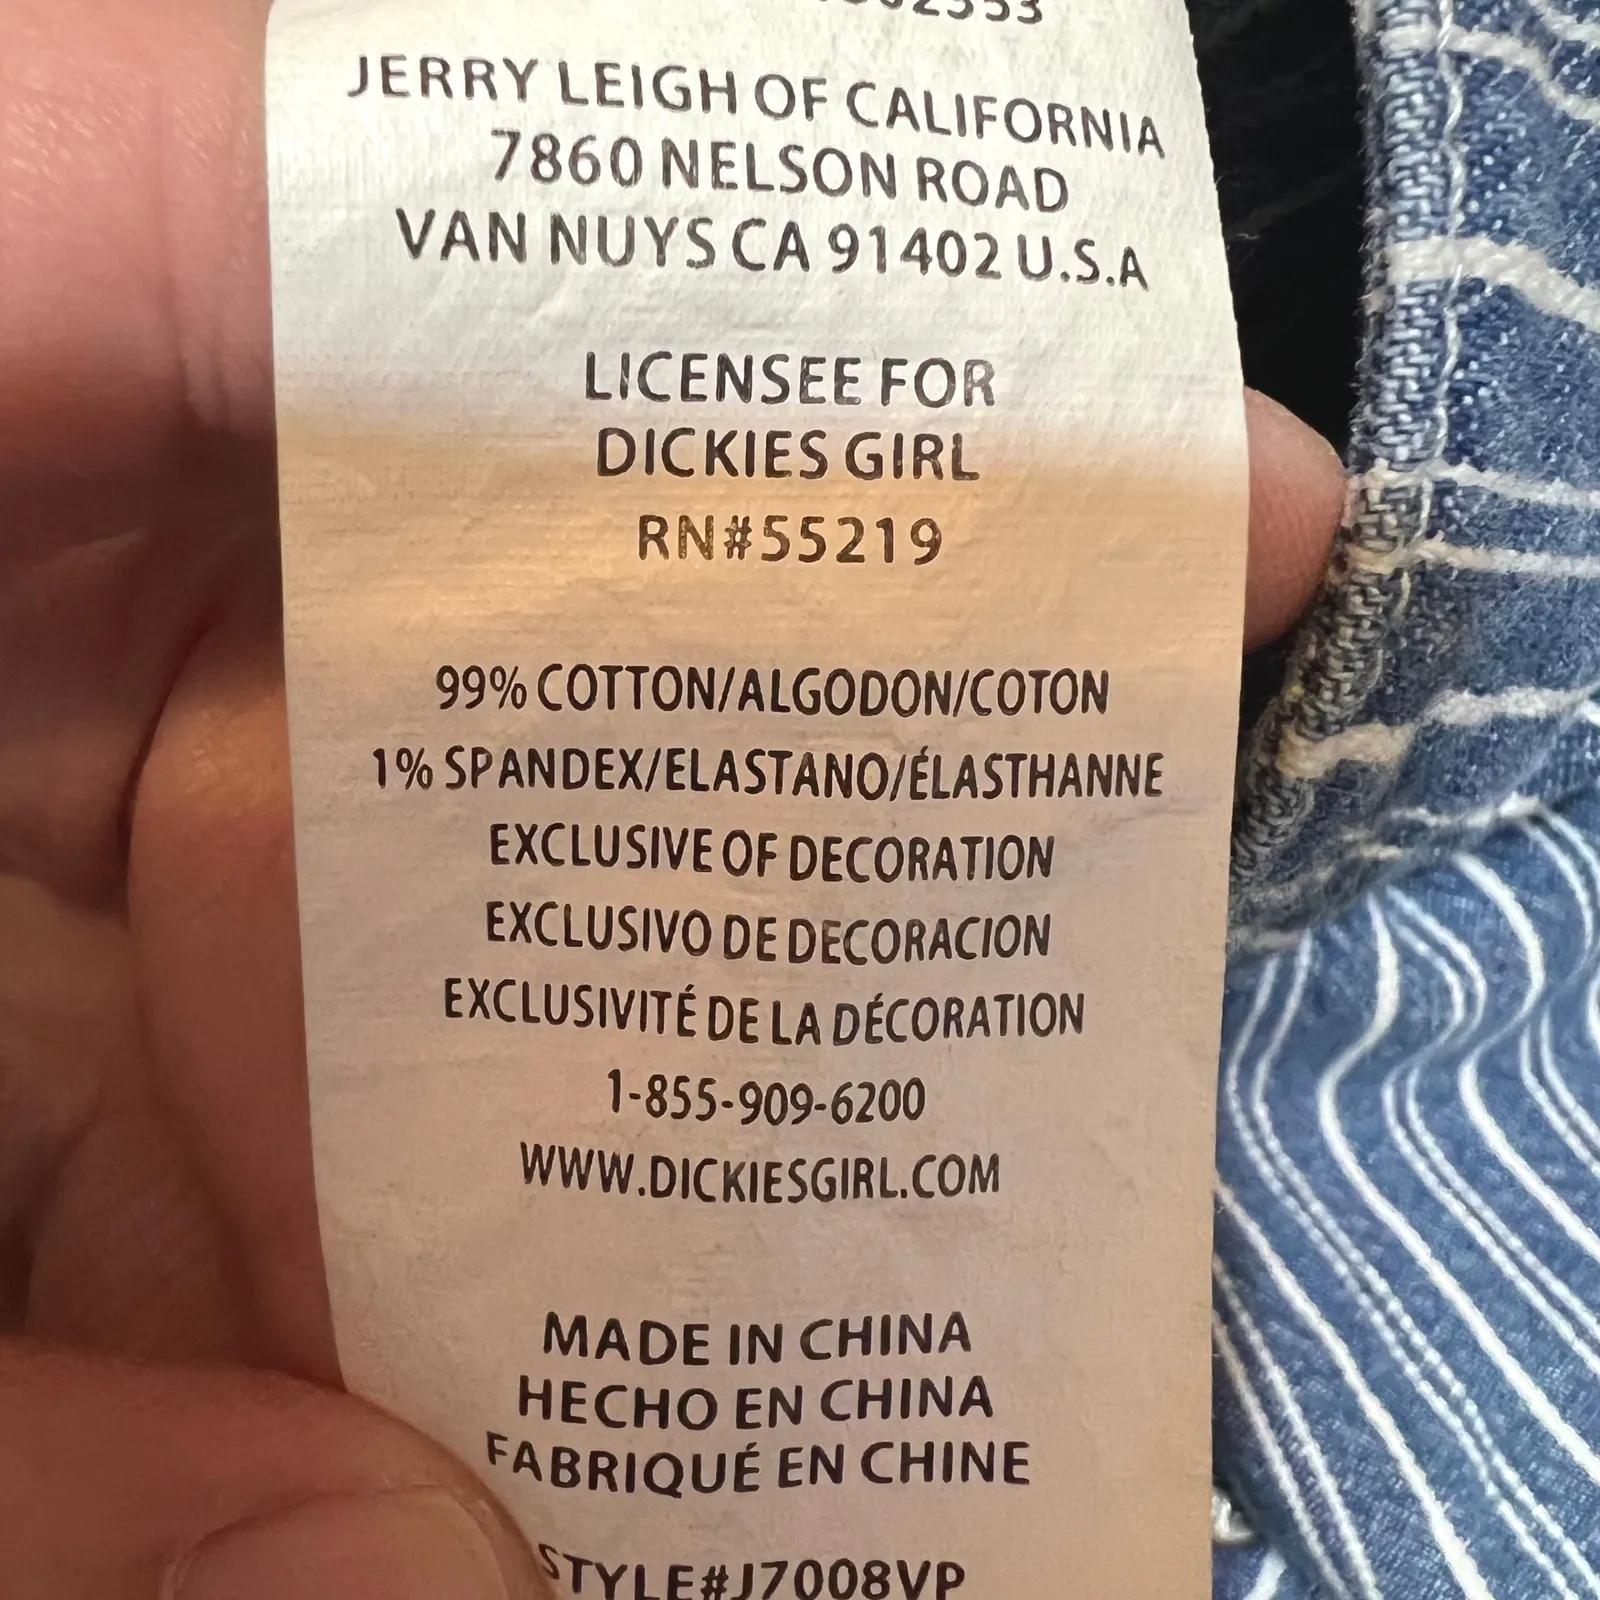 JERRY LEIGH OF CALIFORNIA
7860 NELSON ROAD
VAN NUYS CA 91402 U.S.A
LICENSEE FOR
DICKIES GIRL
RN#55219
99% COTTON/ALGODON/COTON
1% SPANDEX/ELASTANO/ÉLASTHANNE
EXCLUSIVE OF DECORATION
EXCLUSIVO DE DECORACION
EXCLUSIVITÉ DE LA DÉCORATION
1-855-909-6200
WWW.DICKIESGIRL.COM
MADE IN CHINA
HECHO EN CHINA
FABRIQUÉ EN CHINE
STYLE#J7008VP